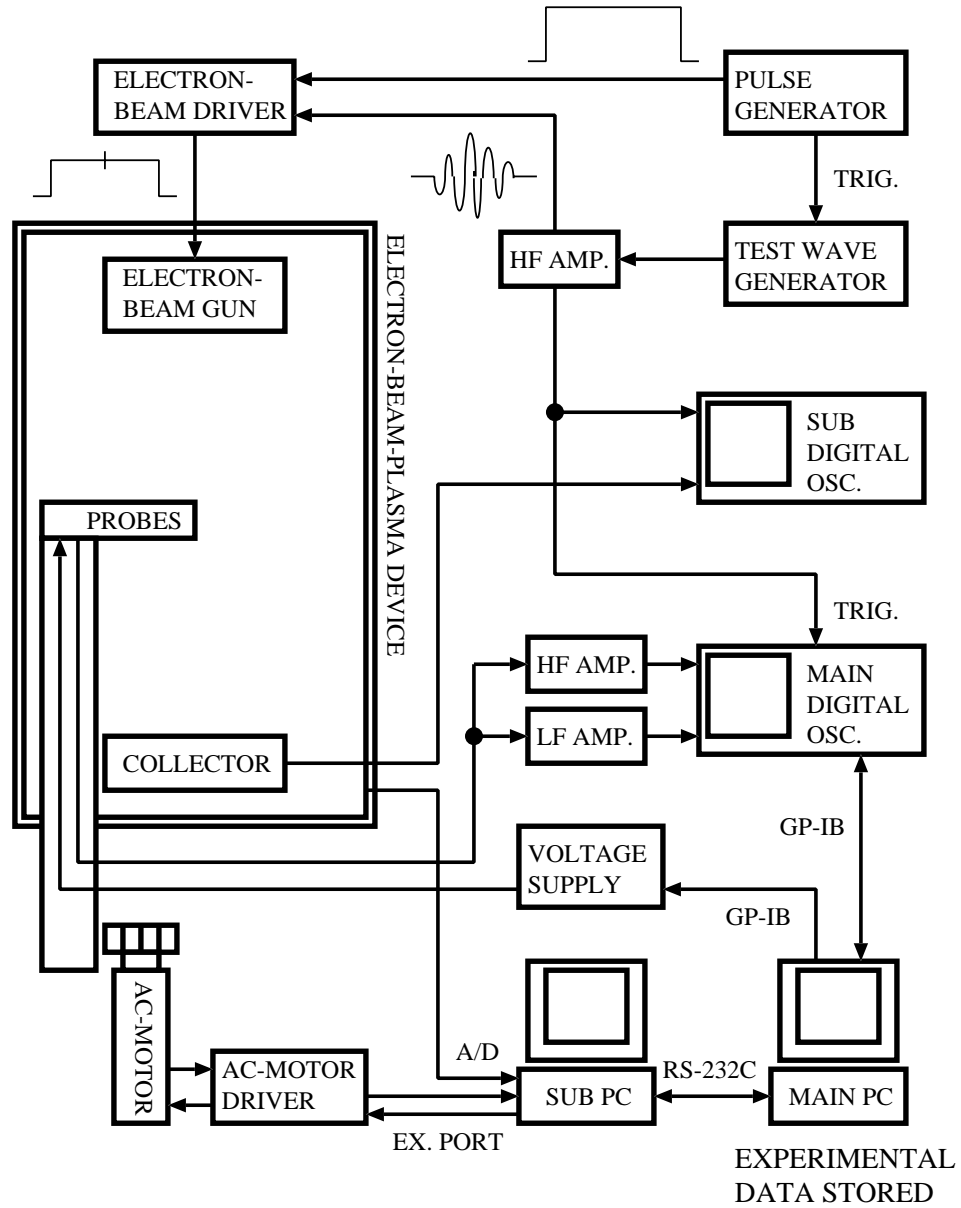 ELECTRON-
BEAM DRIVER
PULSE
GENERATOR
TRIG.
HF AMP.
TEST WAVE
GENERATOR
ELECTRON-
BEAM GUN
ELECTRON-BEAM-PLASMA DEVICE
SUB
DIGITAL
OSC.
PROBES
TRIG.
HF AMP.
MAIN
DIGITAL
OSC.
LF AMP.
COLLECTOR
GP-IB
VOLTAGE
SUPPLY
GP-IB
AC-MOTOR
A/D
AC-MOTOR
DRIVER
RS-232C
SUB PC
MAIN PC
EX. PORT
EXPERIMENTAL
DATA STORED